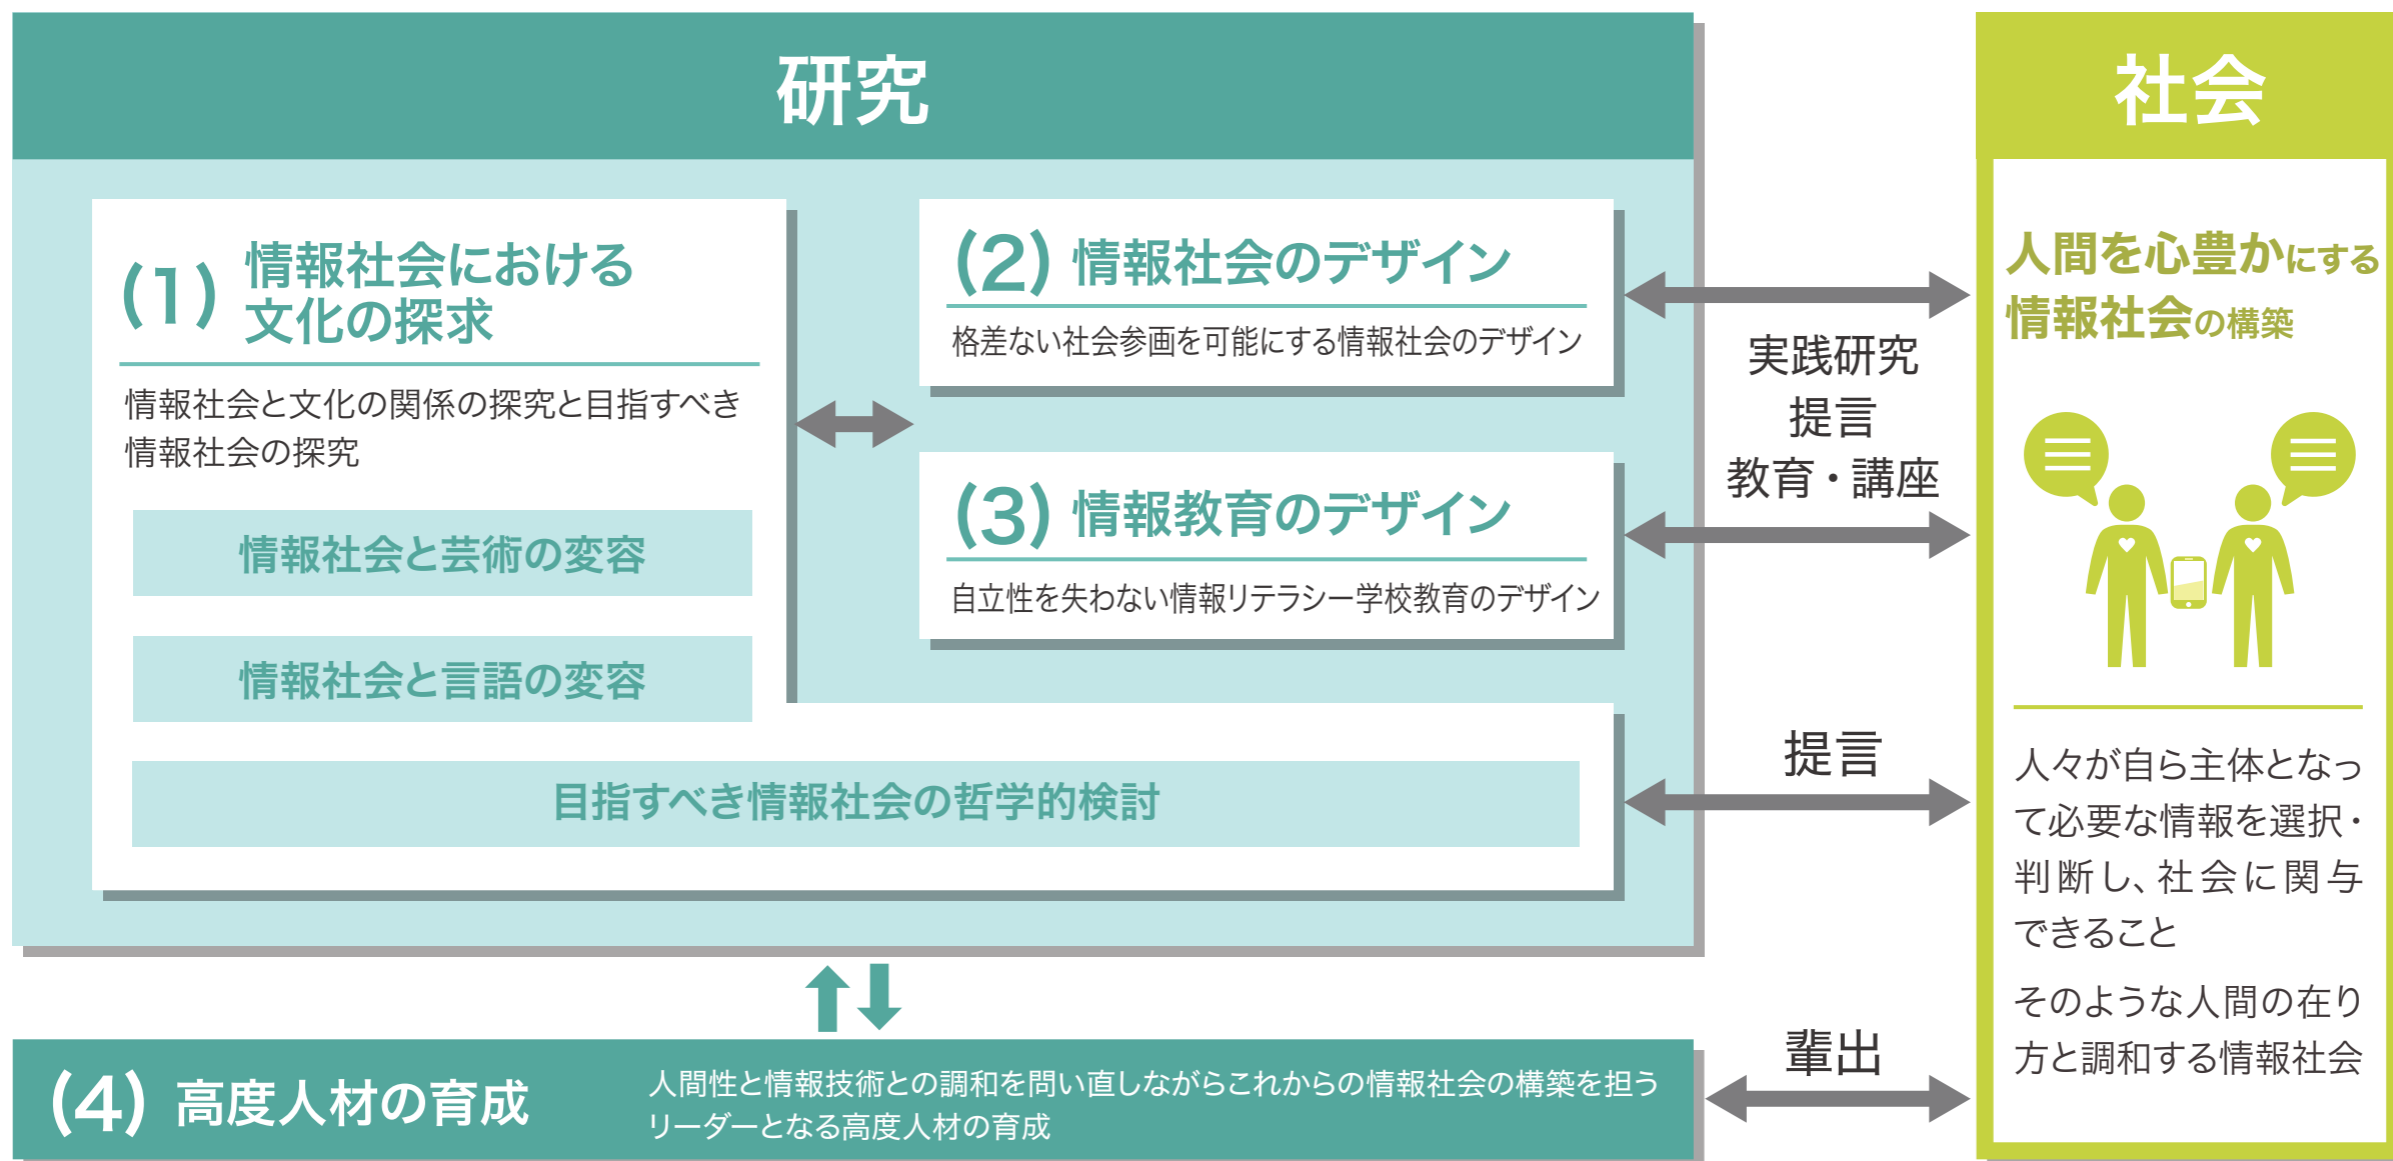 研究
(1) 情報社会における
文化の探求
情報社会と文化の関係の探究と目指すべき
情報社会の探究
情報社会と芸術の変容
情報社会と言語の変容
目指すべき情報社会の哲学的検討
(2) 情報社会のデザイン
格差ない社会参画を可能にする情報社会のデザイン
(3) 情報教育のデザイン
自立性を失わない情報リテラシー学校教育のデザイン
実践研究
提言
教育・講座
提言
輩出
(4) 高度人材の育成
人間性と情報技術との調和を問い直しながらこれからの情報社会の構築を担う
リーダーとなる高度人材の育成
社会
人間を心豊かにする
情報社会の構築
人々が自ら主体となっ
て必要な情報を選択・
判断し、社会に関与
できること
そのような人間の在り
方と調和する情報社会